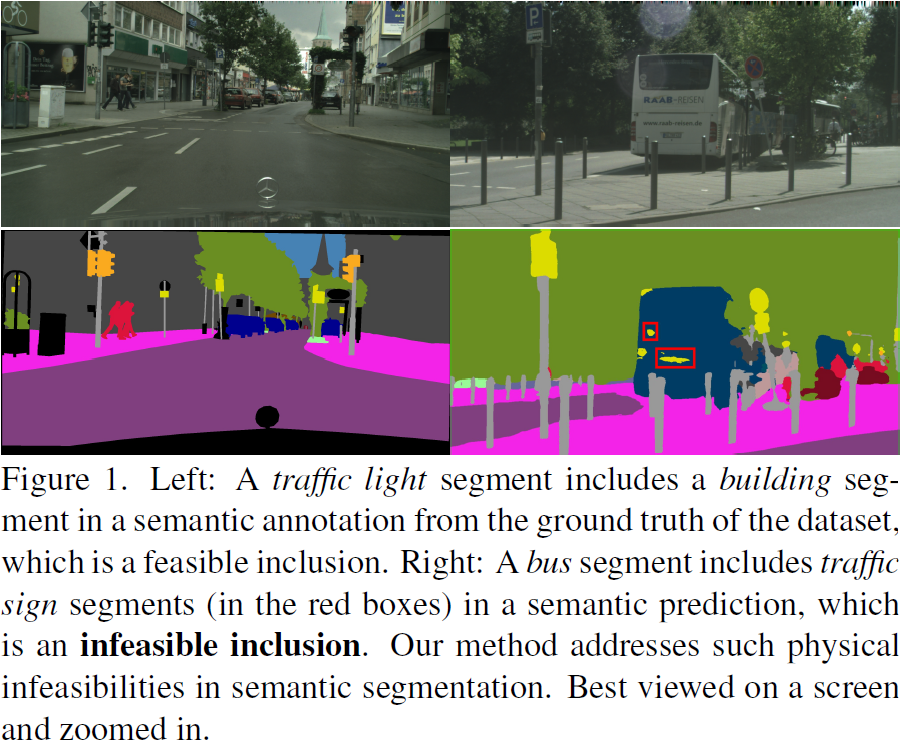 P
RAAB-REISEN
www.raab-reisen.de
Figure 1. Left: A traffic light segment includes a building seg-
ment in a semantic annotation from the ground truth of the dataset,
which is a feasible inclusion. Right: A bus segment includes traffic
sign segments (in the red boxes) in a semantic prediction, which
is an infeasible inclusion. Our method addresses such physical
infeasibilities in semantic segmentation. Best viewed on a screen
and zoomed in.